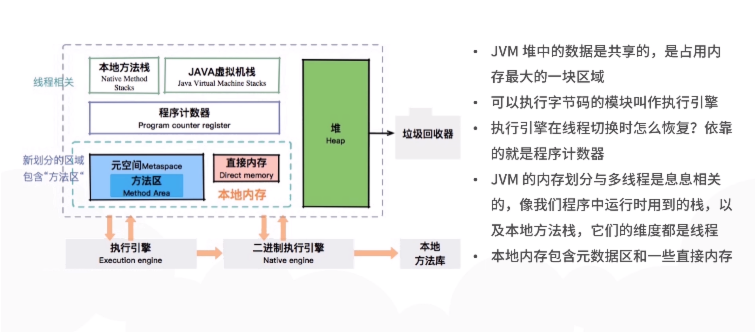 线程相关
本地方法栈
Native Method
Stacks
JAVA虚拟机栈
Java Virtual Machine Stacks
程序计数器
Program counter register
堆
Heap
垃圾回收器
新划分的区域
包含“方法区”
元空间Metaspace
方法区
Method Area
直接内存
Direct memory
本地内存
执行引擎
Execution engine
二进制执行引擎
Native engine
本地
方法库
• JVM 堆中的数据是共享的，是占用内
存最大的一块区域
• 可以执行字节码的模块叫作执行引擎
• 执行引擎在线程切换时怎么恢复？依靠
的就是程序计数器
• JVM 的内存划分与多线程是息息相关
的，像我们程序中运行时用到的栈，以
及本地方法栈，它们的维度都是线程
• 本地内存包含元数据区和一些直接内存